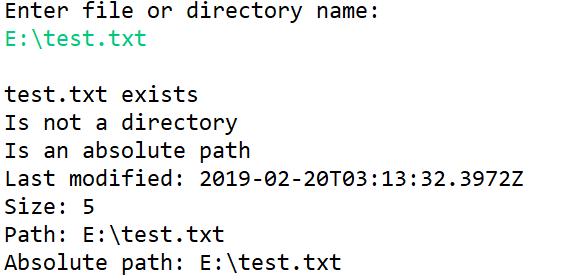 Enter file or directory name:
E:\test.txt
test.txt exists
Is not a directory
Is an absolute path
Last modified: 2019-02-20T03:13:32.3972Z
Size: 5
Path: E:\test.txt
Absolute path: E:\test.txt